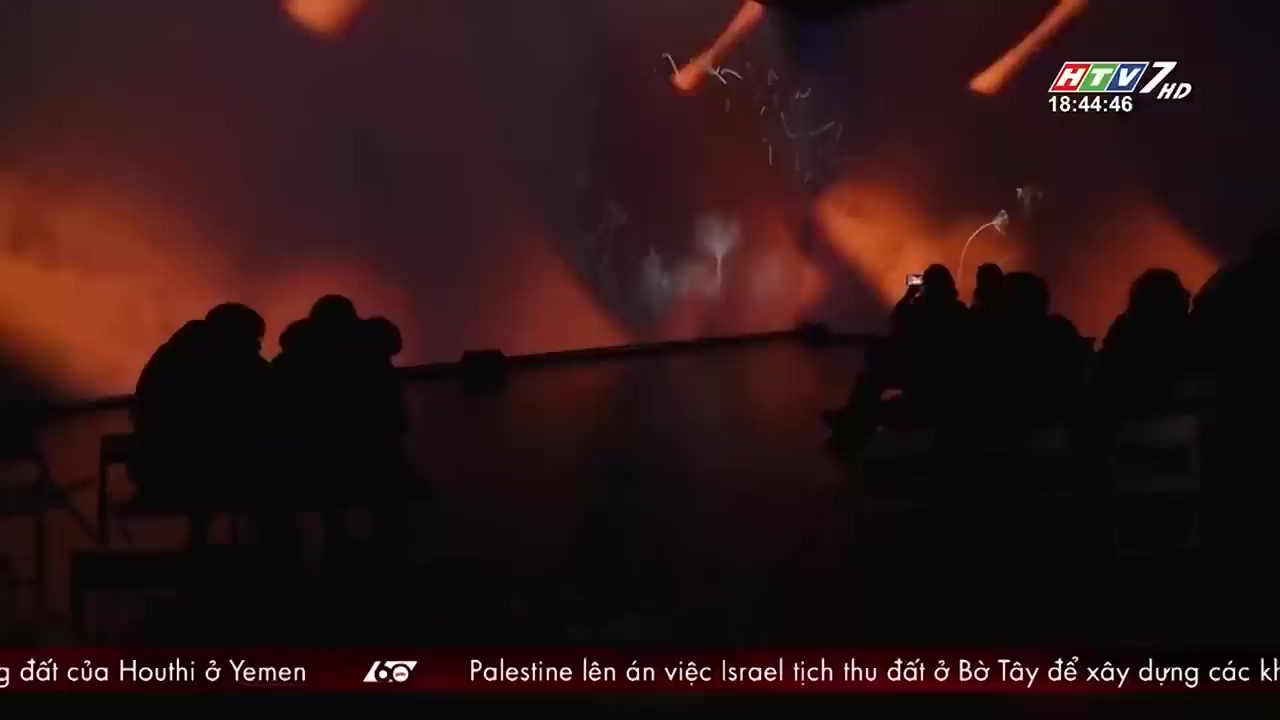 HTV7 HD
18:44:46
đất của Houthi ở Yemen
60
Palestine lên án việc Israel tịch thu đất ở Bờ Tây để xây dựng các